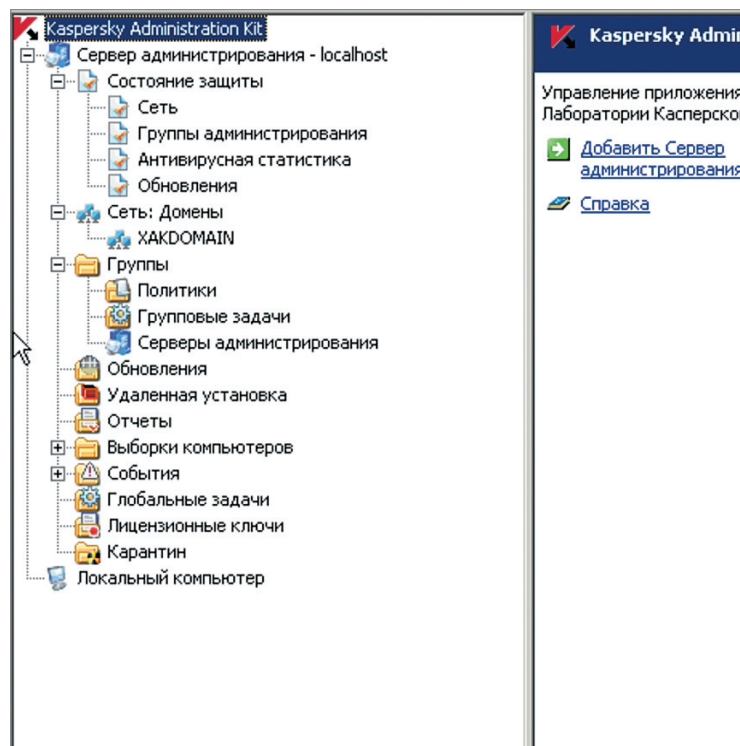 Kaspersky Administration Kit
Сервер администрирования - localhost
Состояние защиты
Сеть
Группы администрирования
Антивирусная статистика
Обновления
Сеть: Домены
XAKDOMAIN
Группы
Политики
Групповые задачи
Серверы администрирования
Обновления
Удаленная установка
Отчеты
Выборки компьютеров
События
Глобальные задачи
Лицензионные ключи
Карантин
Локальный компьютер
Kaspersky Admi
Управление приложения
Лаборатории Касперско
Добавить Сервер
администрирования
Справка